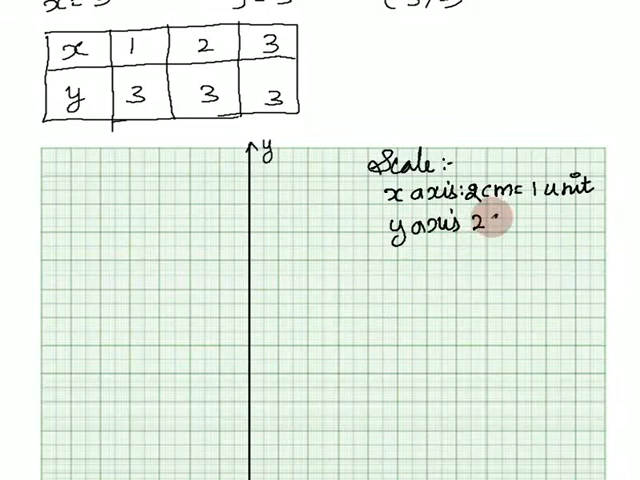 x 1 2 3
y 3 3 3
y
Scale :-
x axis: 2cm = 1 unit
y axis 2